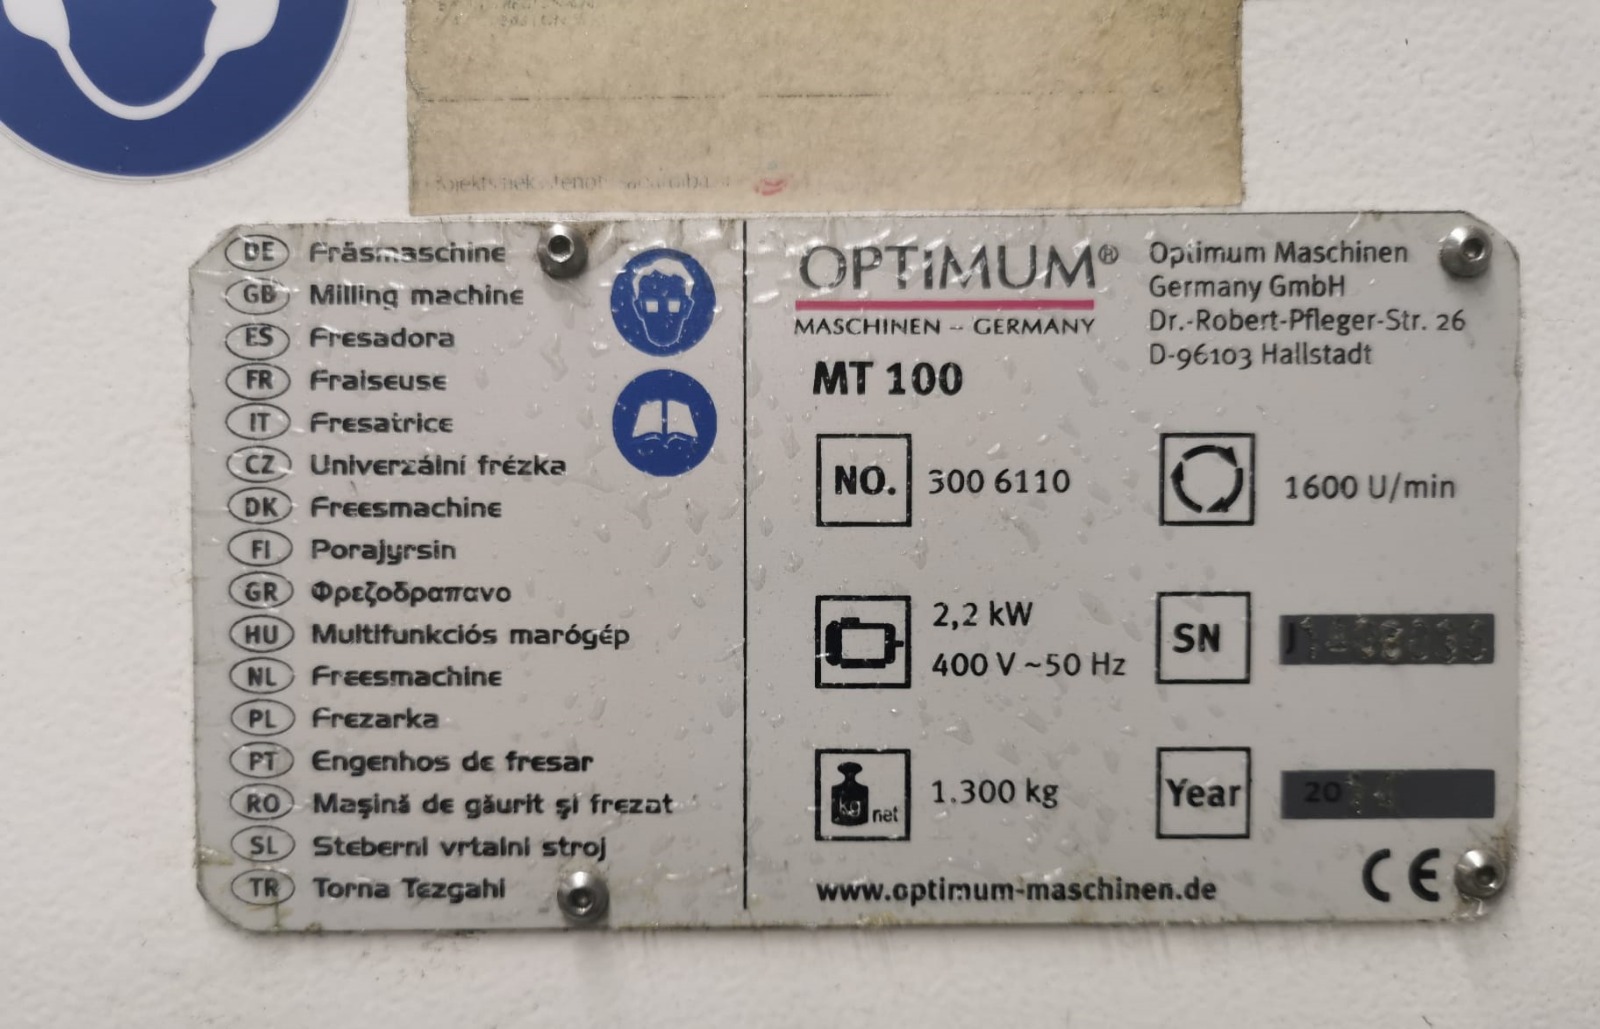 DE Fräsmaschine
GB Milling machine
ES Fresadora
FR Fraiseuse
IT Fresatrice
CZ Univerzální frézka
DK Freesmachine
FI Porajyrsin
GR Φρεζοδραπανο
HU Multifunkciós marógép
NL Freesmachine
PL Frezarka
PT Engenhos de fresar
RO Maşină de găurit şi frezat
SL Steberni vrtalni stroj
TR Torna Tezgahi
OPTiMUM®
MASCHINEN - GERMANY
Optimum Maschinen
Germany GmbH
Dr.-Robert-Pfleger-Str. 26
D-96103 Hallstadt
MT 100
NO. 300 6110
1600 U/min
2,2 kW
400 V ~50 Hz
SN
kg net 1.300 kg
Year
www.optimum-maschinen.de
CE